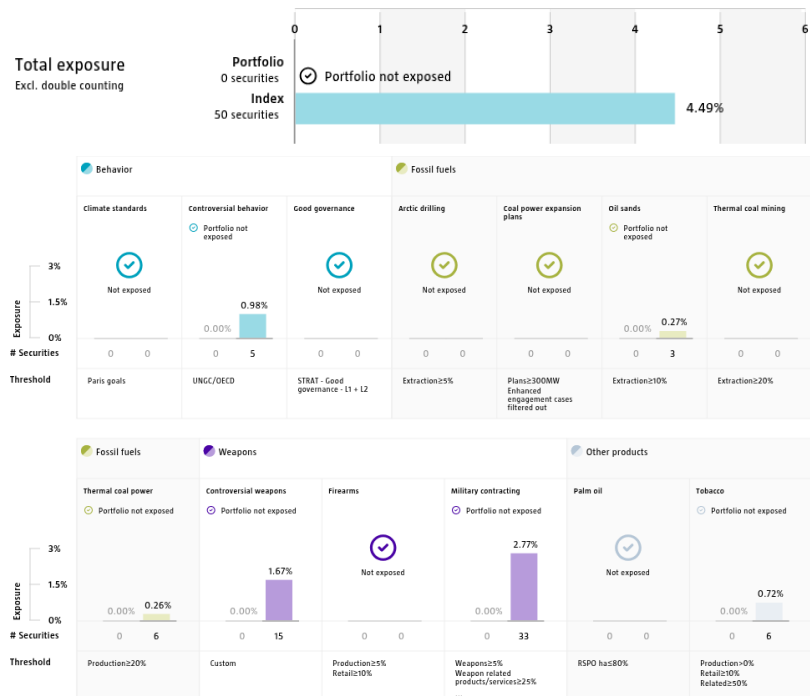 0 1 2 3 4 5 6
Total exposure
Excl. double counting
Portfolio
0 securities
Portfolio not exposed
Index
50 securities
4.49%
Behavior
Fossil fuels
Climate standards
Controversial behavior
Good governance
Arctic drilling
Coal power expansion
plans
Oil sands
Thermal coal mining
Portfolio not
exposed
Portfolio not
exposed
Exposure
3%
1.5%
0%
Not exposed
0.00% 0.98%
Not exposed
Not exposed
Not exposed
0.00% 0.27%
Not exposed
# Securities 0 0 0 5 0 0 0 0 0 0 0 3 0 0
Threshold
Paris goals
UNGC/OECD
STRAT - Good
governance - L1 + L2
Extraction≥5%
Plans≥300MW
Enhanced
engagement cases
filtered out
Extraction≥10%
Extraction≥20%
Fossil fuels
Weapons
Other products
Thermal coal power
Controversial weapons
Firearms
Military contracting
Palm oil
Tobacco
Portfolio not exposed
Portfolio not exposed
Portfolio not exposed
Portfolio not exposed
Exposure
3%
1.5%
0%
0.00% 0.26%
0.00% 1.67%
Not exposed
0.00% 2.77%
Not exposed
0.00% 0.72%
# Securities 0 6 0 15 0 0 0 33 0 0 0 6
Threshold
Production≥20%
Custom
Production≥5%
Retail≥10%
Weapons≥5%
Weapon related
products/services≥25%
RSPO ha≤80%
Production>0%
Retail≥10%
Related≥50%